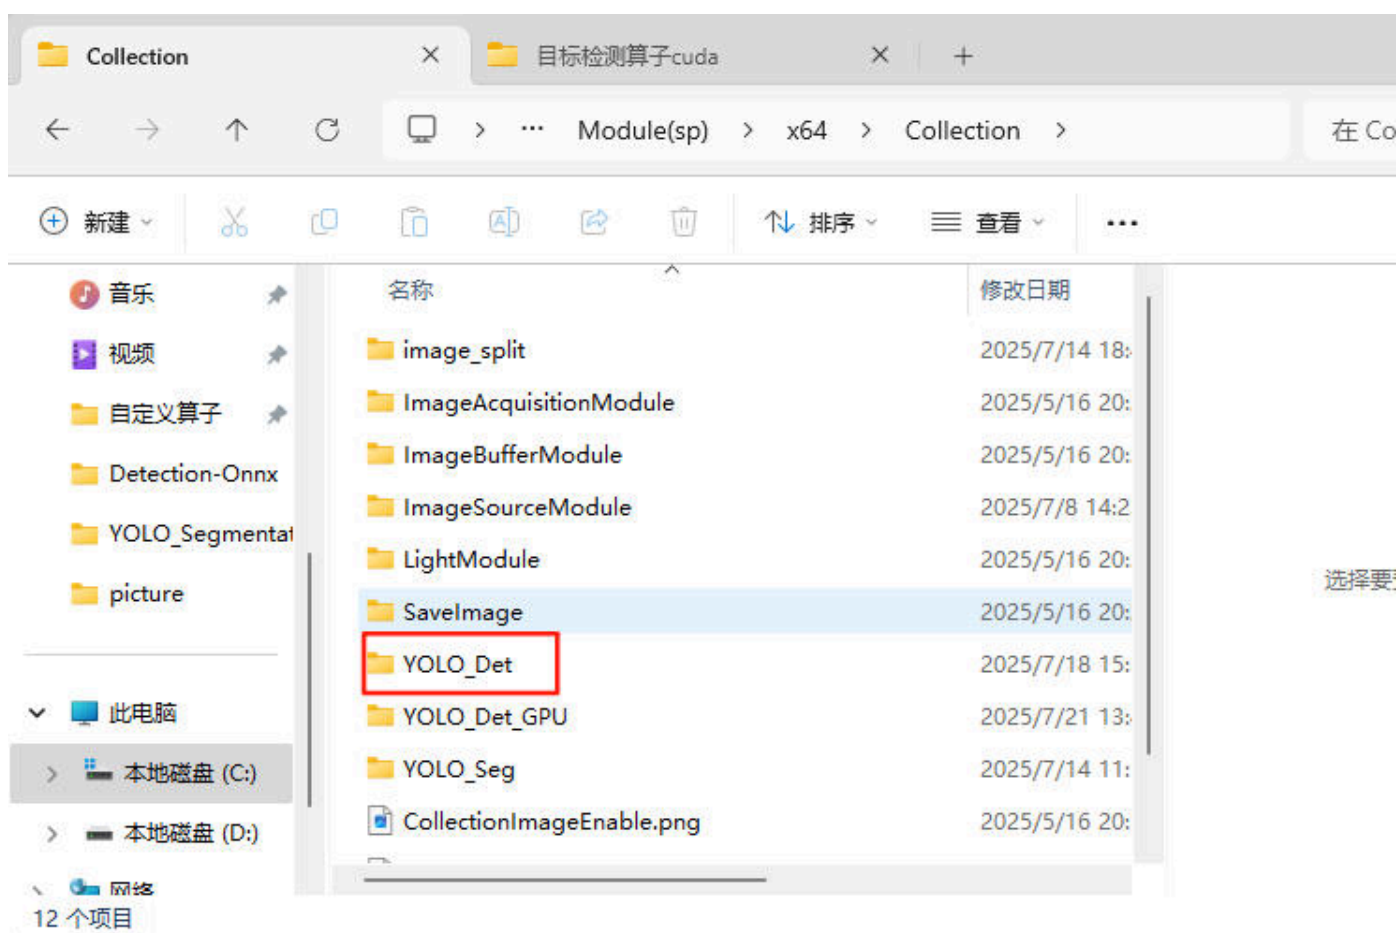 Collection
目标检测算子cuda
Module(sp) > x64 > Collection >
在 Co
新建
排序
查看
音乐
视频
自定义算子
Detection-Onnx
YOLO_Segmentat
picture
此电脑
本地磁盘 (C:)
本地磁盘 (D:)
网络
名称 修改日期
image_split 2025/7/14 18:
ImageAcquisitionModule 2025/5/16 20:
ImageBufferModule 2025/5/16 20:
ImageSourceModule 2025/7/8 14:2
LightModule 2025/5/16 20:
SaveImage 2025/5/16 20:
YOLO_Det 2025/7/18 15:
YOLO_Det_GPU 2025/7/21 13:
YOLO_Seg 2025/7/14 11:
CollectionImageEnable.png 2025/5/16 20:
选择要
12 个项目